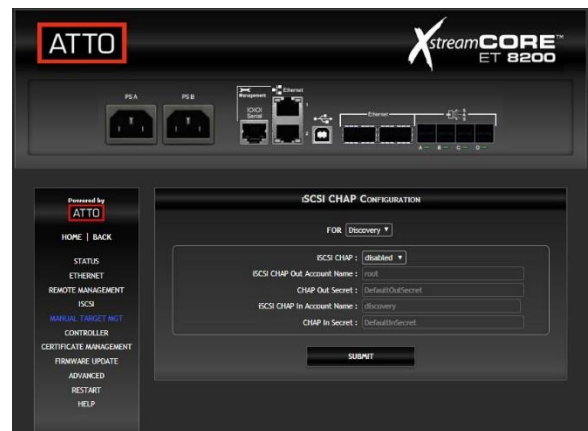 ATTO
XstreamCORE™
ET 8200
PS A
PS B
Management
Ethernet
IOIOI
Serial
1
2
Ethernet
A
B
C
D
Powered by
ATTO
HOME | BACK
STATUS
ETHERNET
REMOTE MANAGEMENT
ISCSI
MANUAL TARGET MGT
CONTROLLER
CERTIFICATE MANAGEMENT
FIRMWARE UPDATE
ADVANCED
RESTART
HELP
iSCSI CHAP CONFIGURATION
FOR Discovery
iSCSI CHAP : disabled
iSCSI CHAP Out Account Name : root
CHAP Out Secret : DefaultOutSecret
iSCSI CHAP In Account Name : discovery
CHAP In Secret : DefaultInSecret
SUBMIT